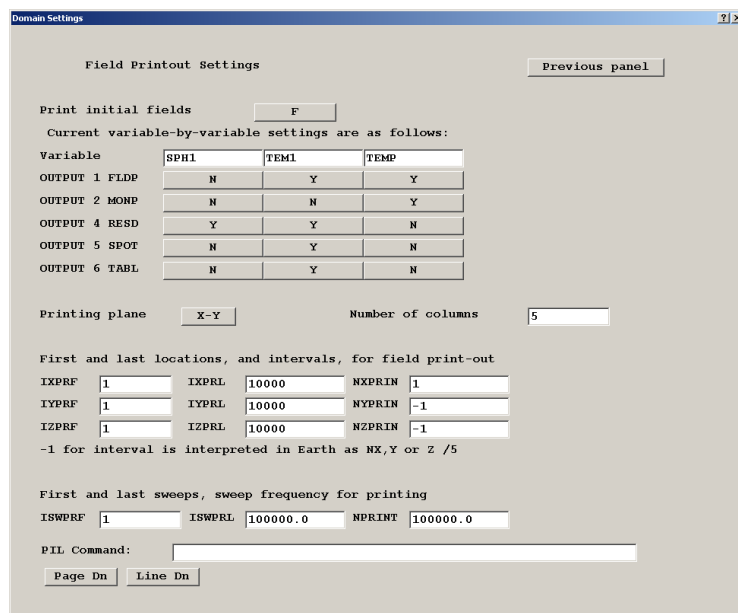 Domain Settings
Field Printout Settings Previous panel
Print initial fields F
Current variable-by-variable settings are as follows:
Variable SPH1 TEM1 TEMP
OUTPUT 1 FLDP N Y Y
OUTPUT 2 MONP N N Y
OUTPUT 4 RESD Y Y N
OUTPUT 5 SPOT N Y N
OUTPUT 6 TABL N Y N
Printing plane X-Y Number of columns 5
First and last locations, and intervals, for field print-out
IXPRF 1 IXPRL 10000 NXPRIN 1
IYPRF 1 IYPRL 10000 NYPRIN -1
IZPRF 1 IZPRL 10000 NZPRIN -1
-1 for interval is interpreted in Earth as NX,Y or Z /5
First and last sweeps, sweep frequency for printing
ISWPRF 1 ISWPRL 100000.0 NPRINT 100000.0
PIL Command:
Page Dn Line Dn